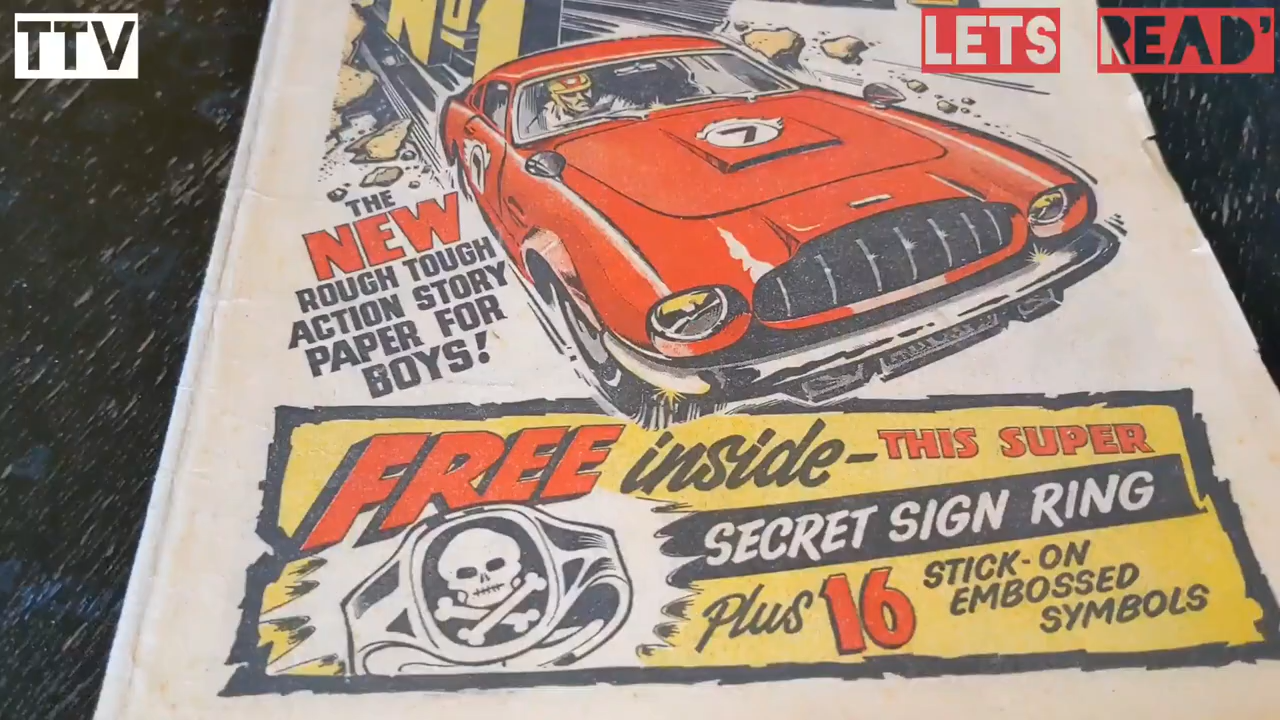 TTV
LETS READ'
No 1
7
THE
NEW
ROUGH TOUGH
ACTION STORY
PAPER FOR
BOYS!
FREE inside-THIS SUPER
SECRET SIGN RING
Plus 16 STICK-ON
EMBOSSED
SYMBOLS